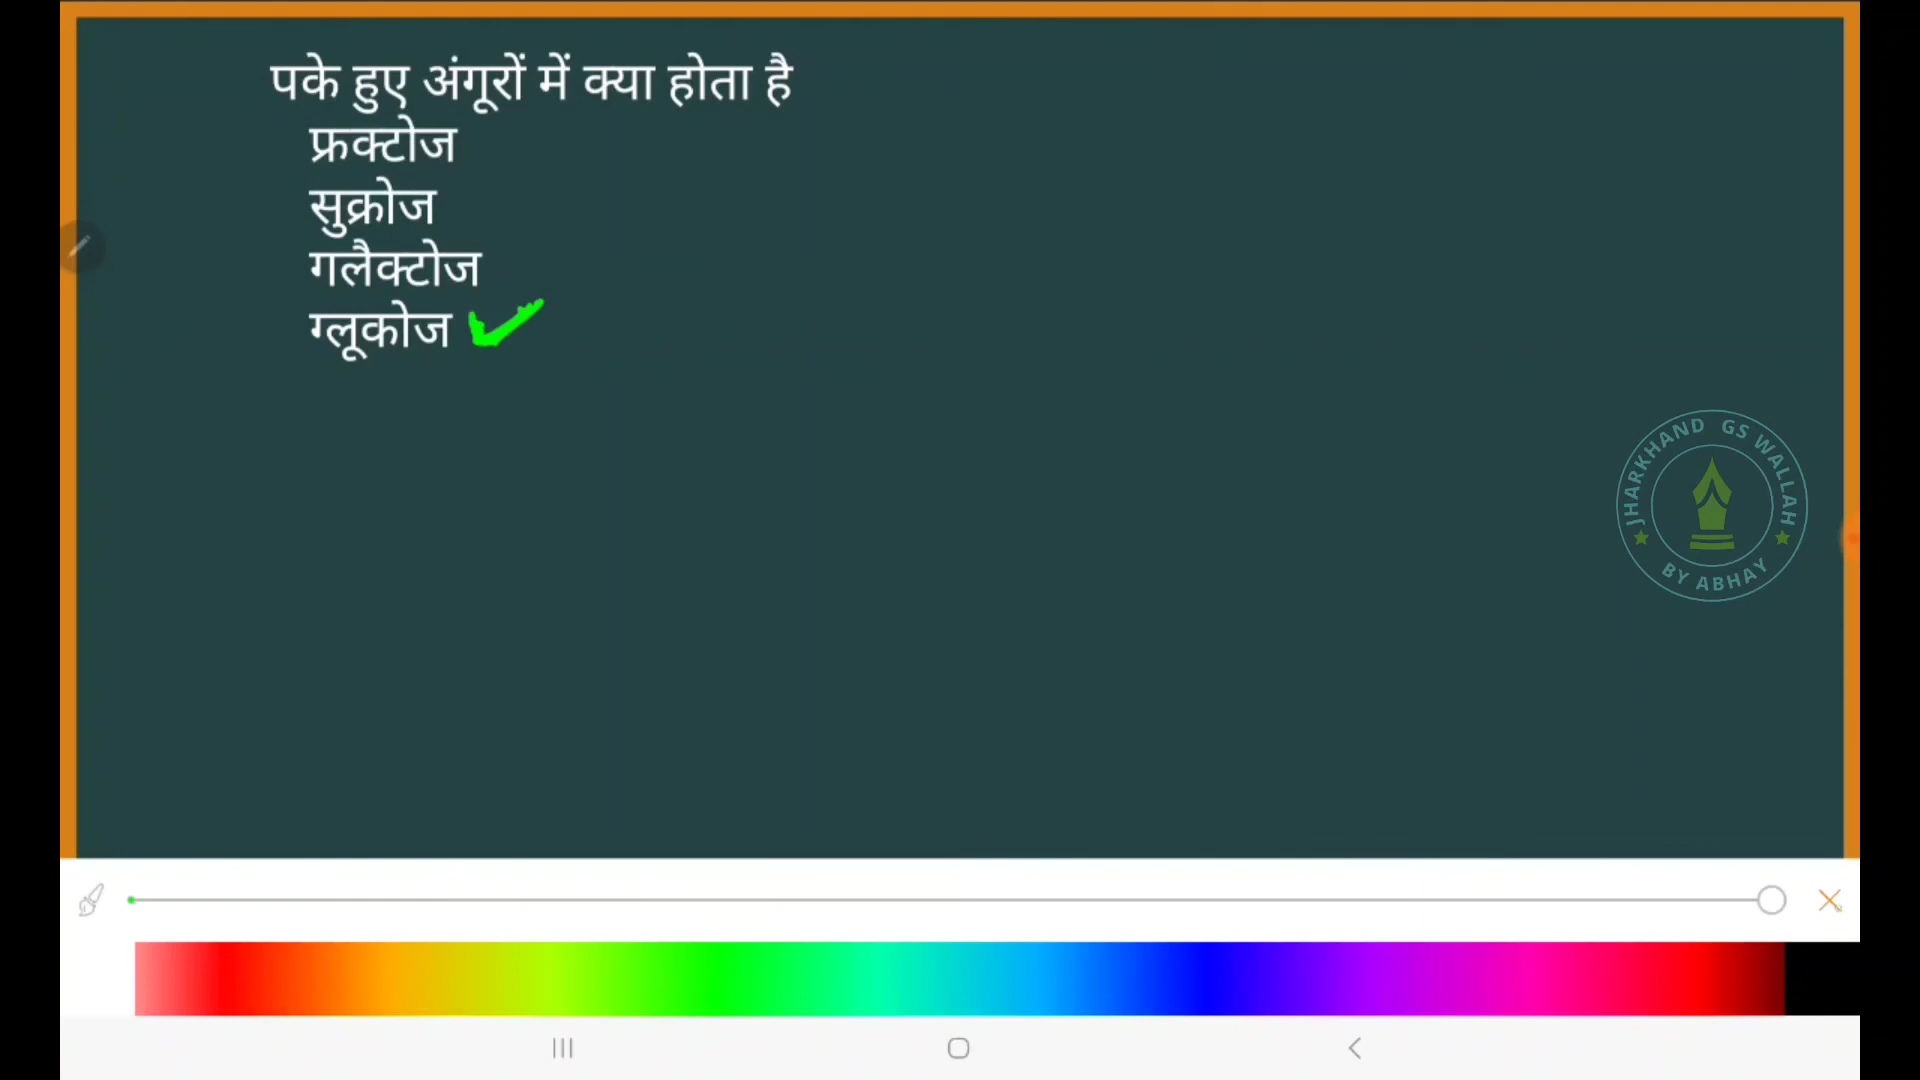 पके हुए अंगूरों में क्या होता है
फ्रक्टोज
सुक्रोज
गलैक्टोज
ग्लूकोज
JHARKHAND GS WALLAH
BY ABHAY